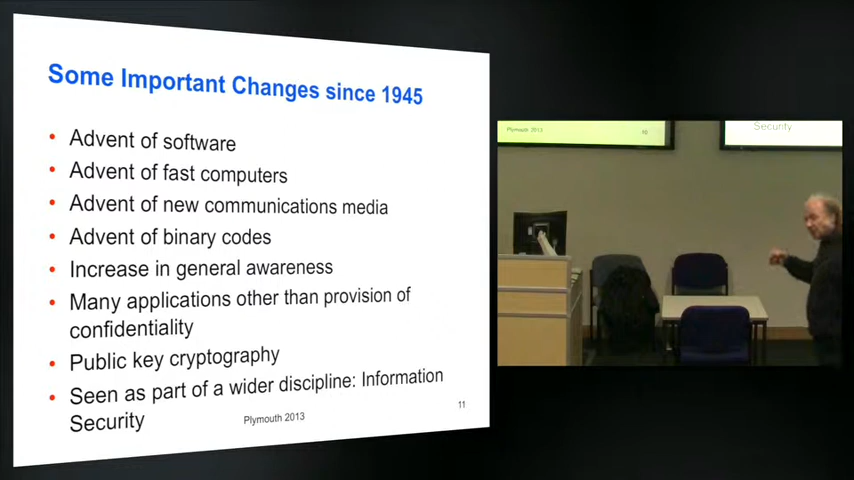 Some Important Changes since 1945
• Advent of software
• Advent of fast computers
• Advent of new communications media
• Advent of binary codes
• Increase in general awareness
• Many applications other than provision of
confidentiality
• Public key cryptography
• Seen as part of a wider discipline: Information
Security
Plymouth 2013
11
Plymouth 2013
10
Security